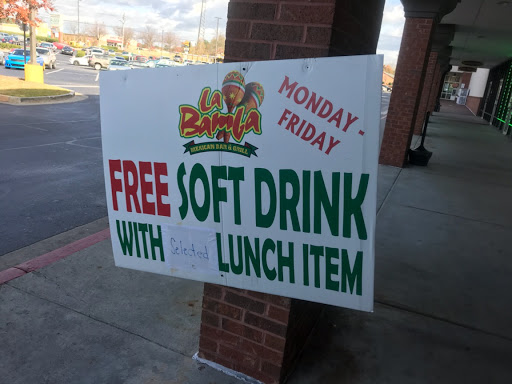 La
Bamba
MEXICAN BAR & GRILL
MONDAY -
FRIDAY
FREE SOFT DRINK
WITH Selected LUNCH ITEM